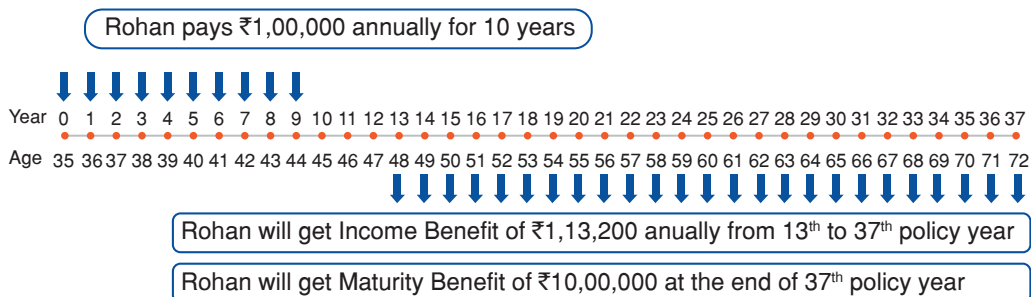 Rohan pays ₹1,00,000 annually for 10 years
Year 0 1 2 3 4 5 6 7 8 9 10 11 12 13 14 15 16 17 18 19 20 21 22 23 24 25 26 27 28 29 30 31 32 33 34 35 36 37
Age 35 36 37 38 39 40 41 42 43 44 45 46 47 48 49 50 51 52 53 54 55 56 57 58 59 60 61 62 63 64 65 66 67 68 69 70 71 72
Rohan will get Income Benefit of ₹1,13,200 anually from 13th to 37th policy year
Rohan will get Maturity Benefit of ₹10,00,000 at the end of 37th policy year